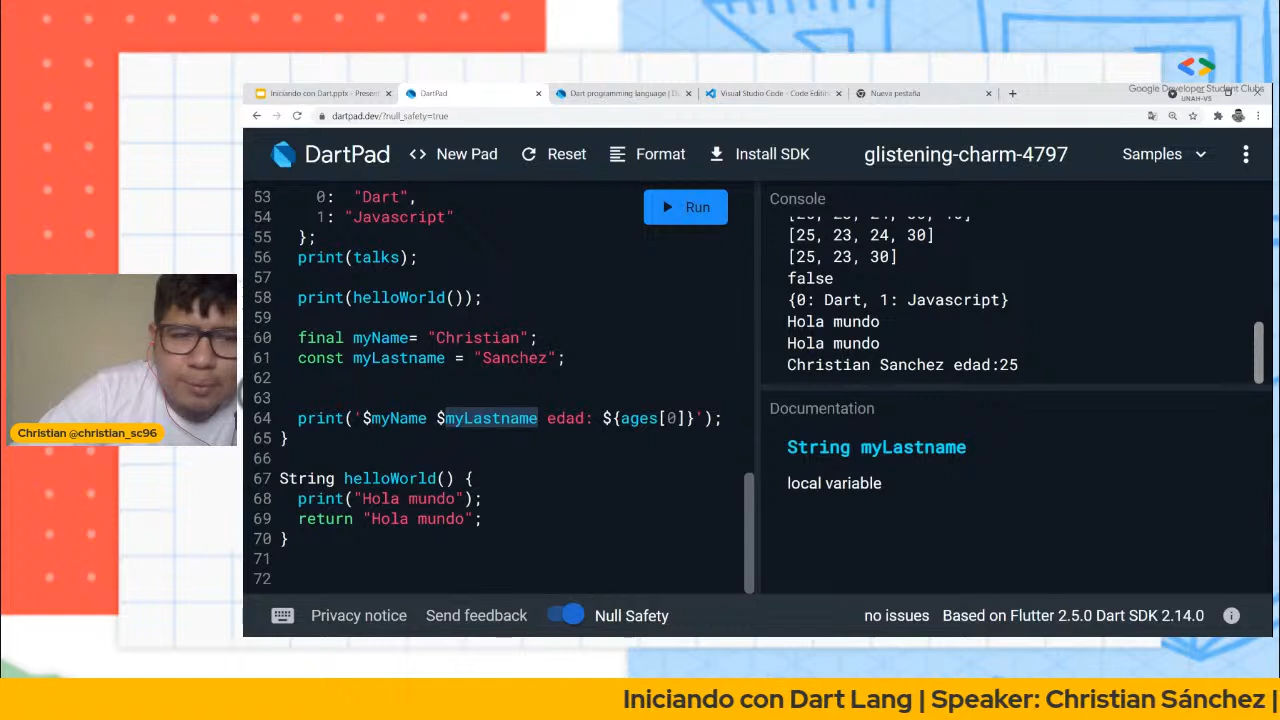 Iniciando con Dart.pptx - Present
DartPad
Dart programming language | D
Visual Studio Code - Code Editin
Nueva pestaña
Google Developer Student Clubs
UNAH-VS
dartpad.dev/?null_safety=true
DartPad
<> New Pad
Reset
Format
Install SDK
glistening-charm-4797
Samples
Run
53 0: "Dart",
54 1: "Javascript"
55 };
56 print(talks);
57
58 print(helloWorld());
59
60 final myName= "Christian";
61 const myLastname = "Sanchez";
62
63
64 print('$myName $myLastname edad: ${ages[0]}');
65 }
66
67 String helloWorld() {
68 print("Hola mundo");
69 return "Hola mundo";
70 }
71
72
Console
[25, 23, 24, 30]
[25, 23, 30]
false
{0: Dart, 1: Javascript}
Hola mundo
Hola mundo
Christian Sanchez edad:25
Documentation
String myLastname
local variable
Christian @christian_sc96
Privacy notice
Send feedback
Null Safety
no issues
Based on Flutter 2.5.0 Dart SDK 2.14.0
Iniciando con Dart Lang | Speaker: Christian Sánchez |